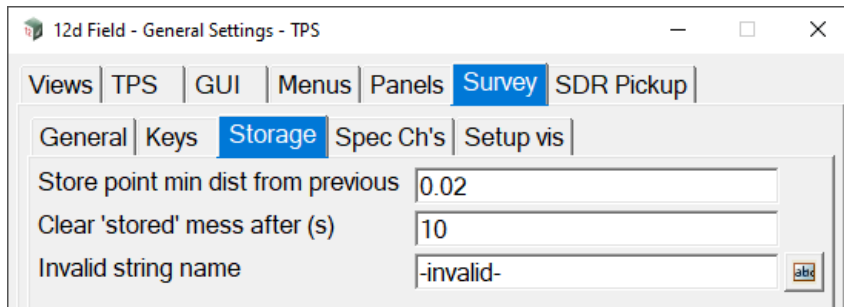 12d Field - General Settings - TPS
Views TPS GUI Menus Panels Survey SDR Pickup
General Keys Storage Spec Ch's Setup vis
Store point min dist from previous 0.02
Clear 'stored' mess after (s) 10
Invalid string name -invalid- abc